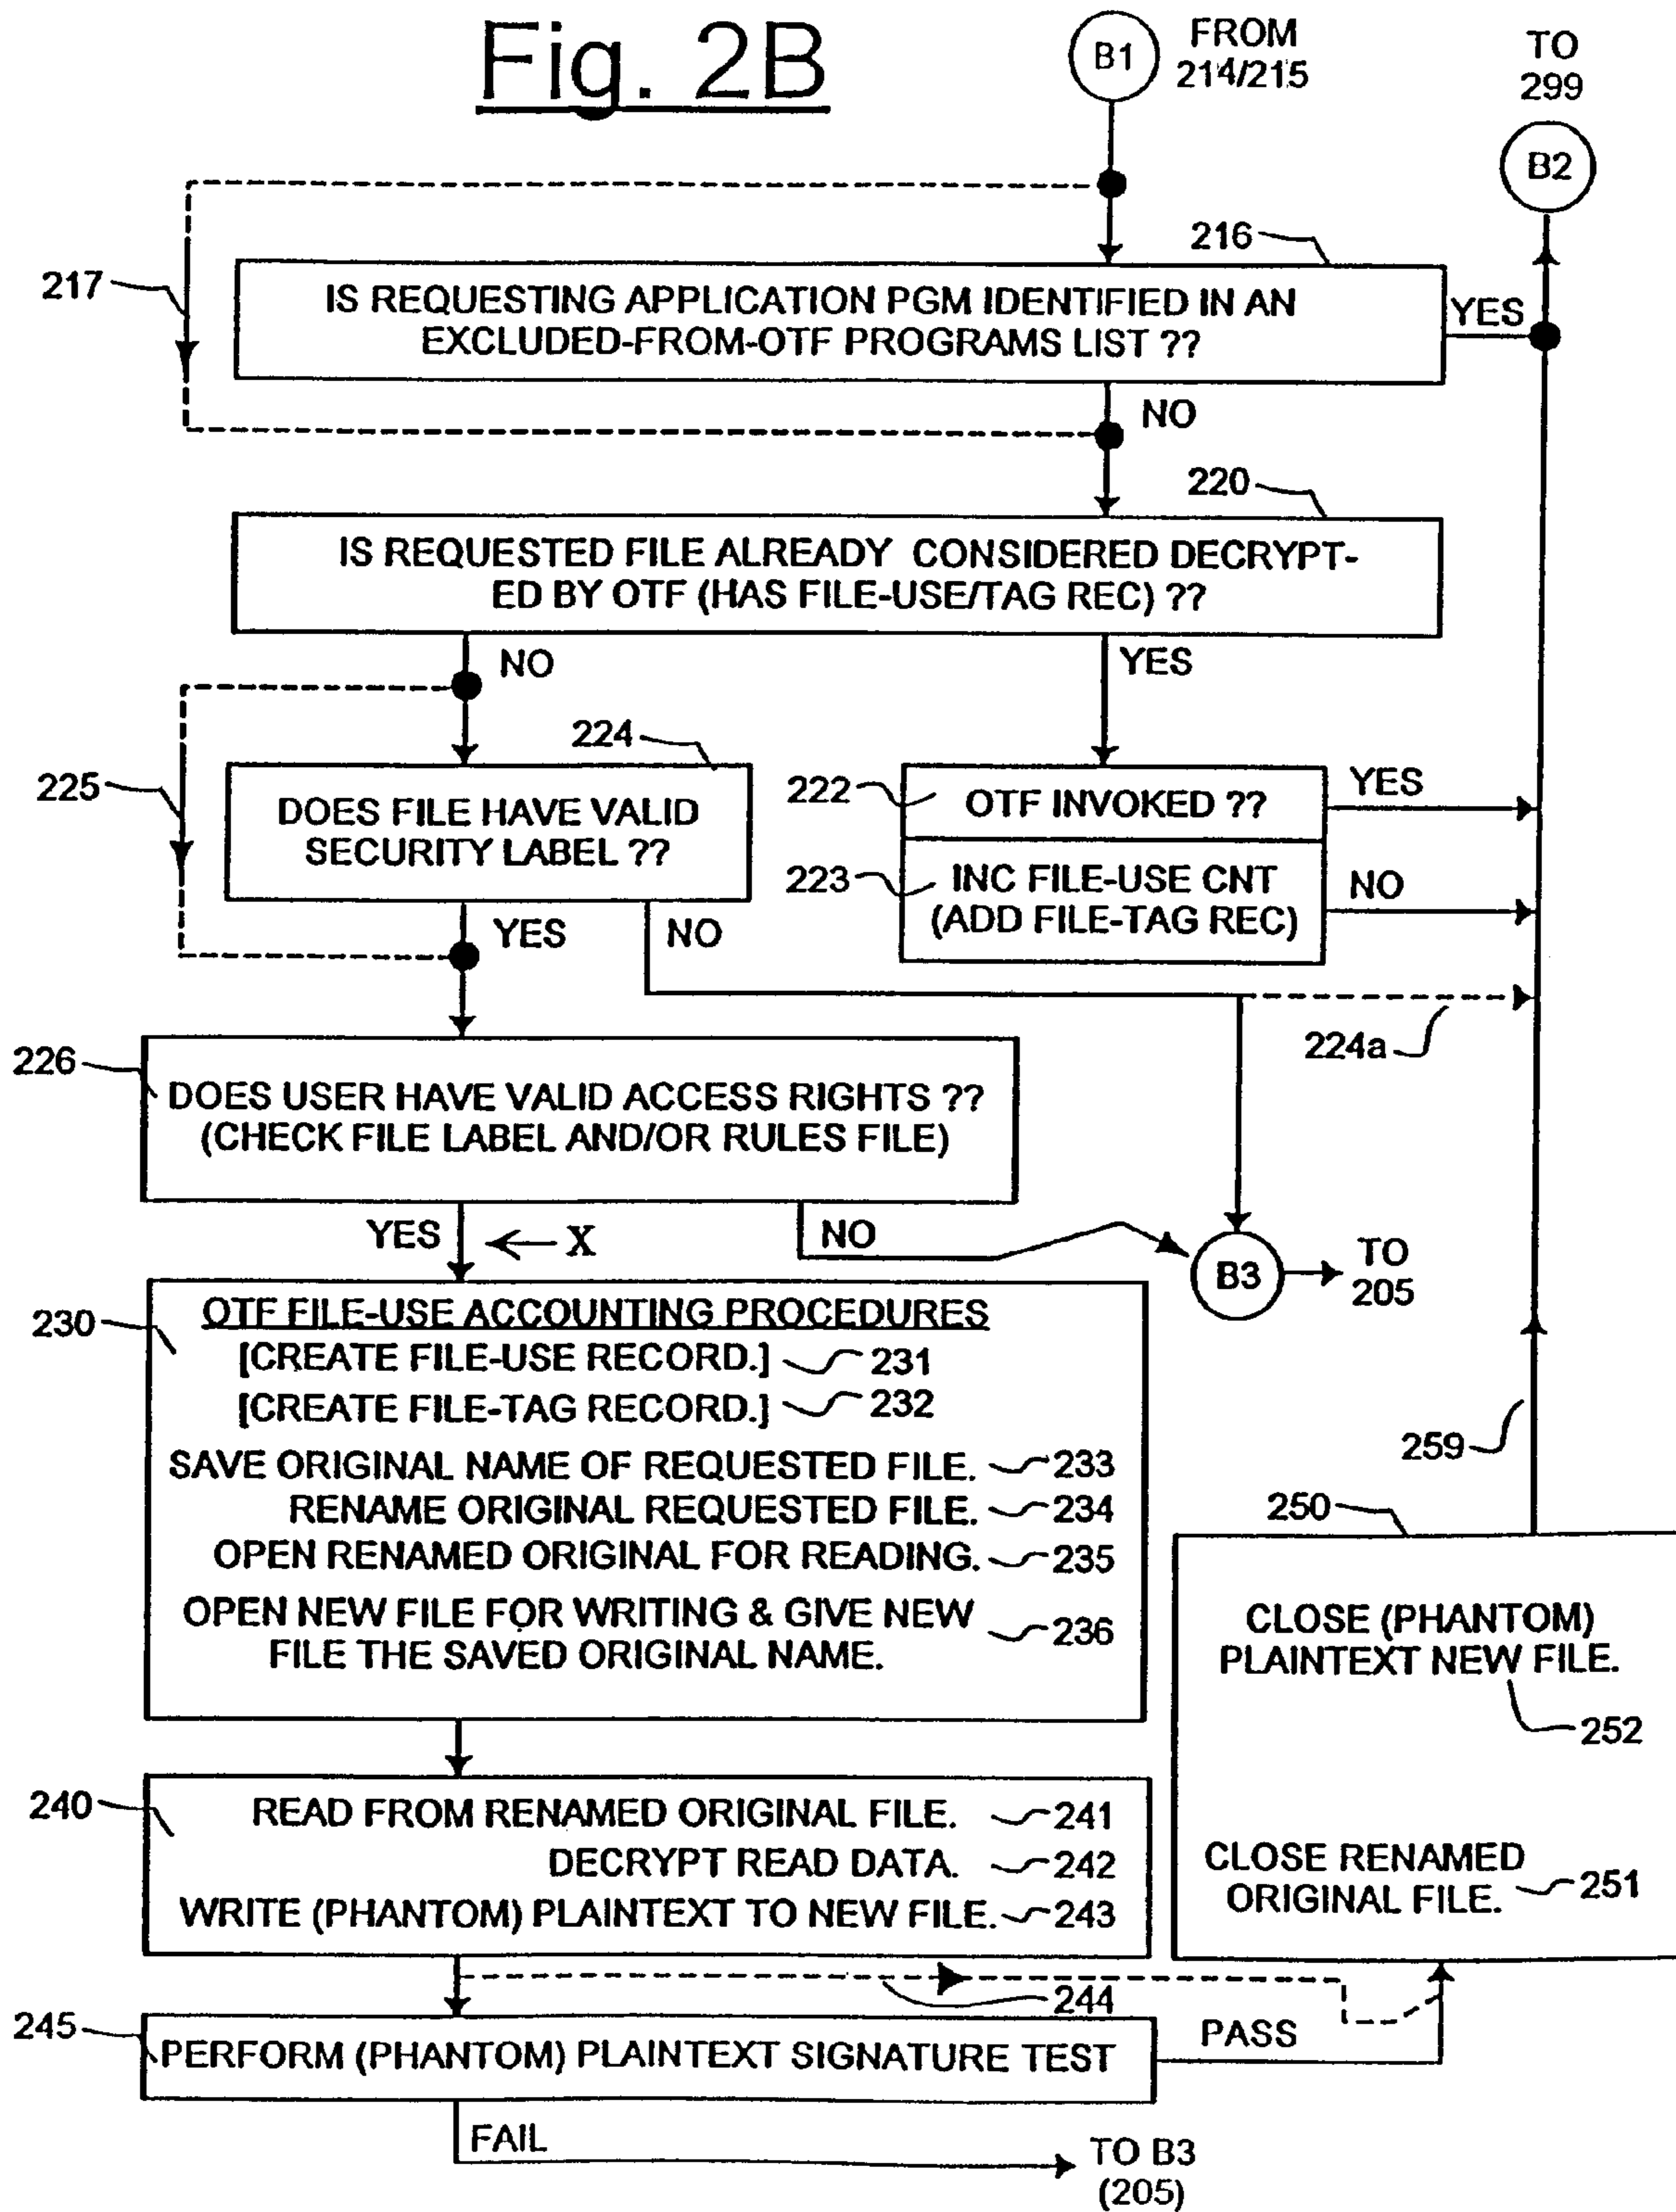 Fig. 2B
B1
FROM
214/215
TO
299
B2
216
217
IS REQUESTING APPLICATION PGM IDENTIFIED IN AN
EXCLUDED-FROM-OTF PROGRAMS LIST ??
YES
NO
220
IS REQUESTED FILE ALREADY CONSIDERED DECRYPT-
ED BY OTF (HAS FILE-USE/TAG REC) ??
NO
YES
224
225
DOES FILE HAVE VALID
SECURITY LABEL ??
222
OTF INVOKED ??
YES
223
INC FILE-USE CNT
(ADD FILE-TAG REC)
NO
YES
NO
224a
226
DOES USER HAVE VALID ACCESS RIGHTS ??
(CHECK FILE LABEL AND/OR RULES FILE)
YES
X
NO
B3
TO
205
230
OTF FILE-USE ACCOUNTING PROCEDURES
[CREATE FILE-USE RECORD.] 231
[CREATE FILE-TAG RECORD.] 232
SAVE ORIGINAL NAME OF REQUESTED FILE. 233
RENAME ORIGINAL REQUESTED FILE. 234
OPEN RENAMED ORIGINAL FOR READING. 235
OPEN NEW FILE FOR WRITING & GIVE NEW
FILE THE SAVED ORIGINAL NAME. 236
259
250
CLOSE (PHANTOM)
PLAINTEXT NEW FILE.
252
CLOSE RENAMED
ORIGINAL FILE. 251
240
READ FROM RENAMED ORIGINAL FILE. 241
DECRYPT READ DATA. 242
WRITE (PHANTOM) PLAINTEXT TO NEW FILE. 243
244
245
PERFORM (PHANTOM) PLAINTEXT SIGNATURE TEST
PASS
FAIL
TO B3
(205)